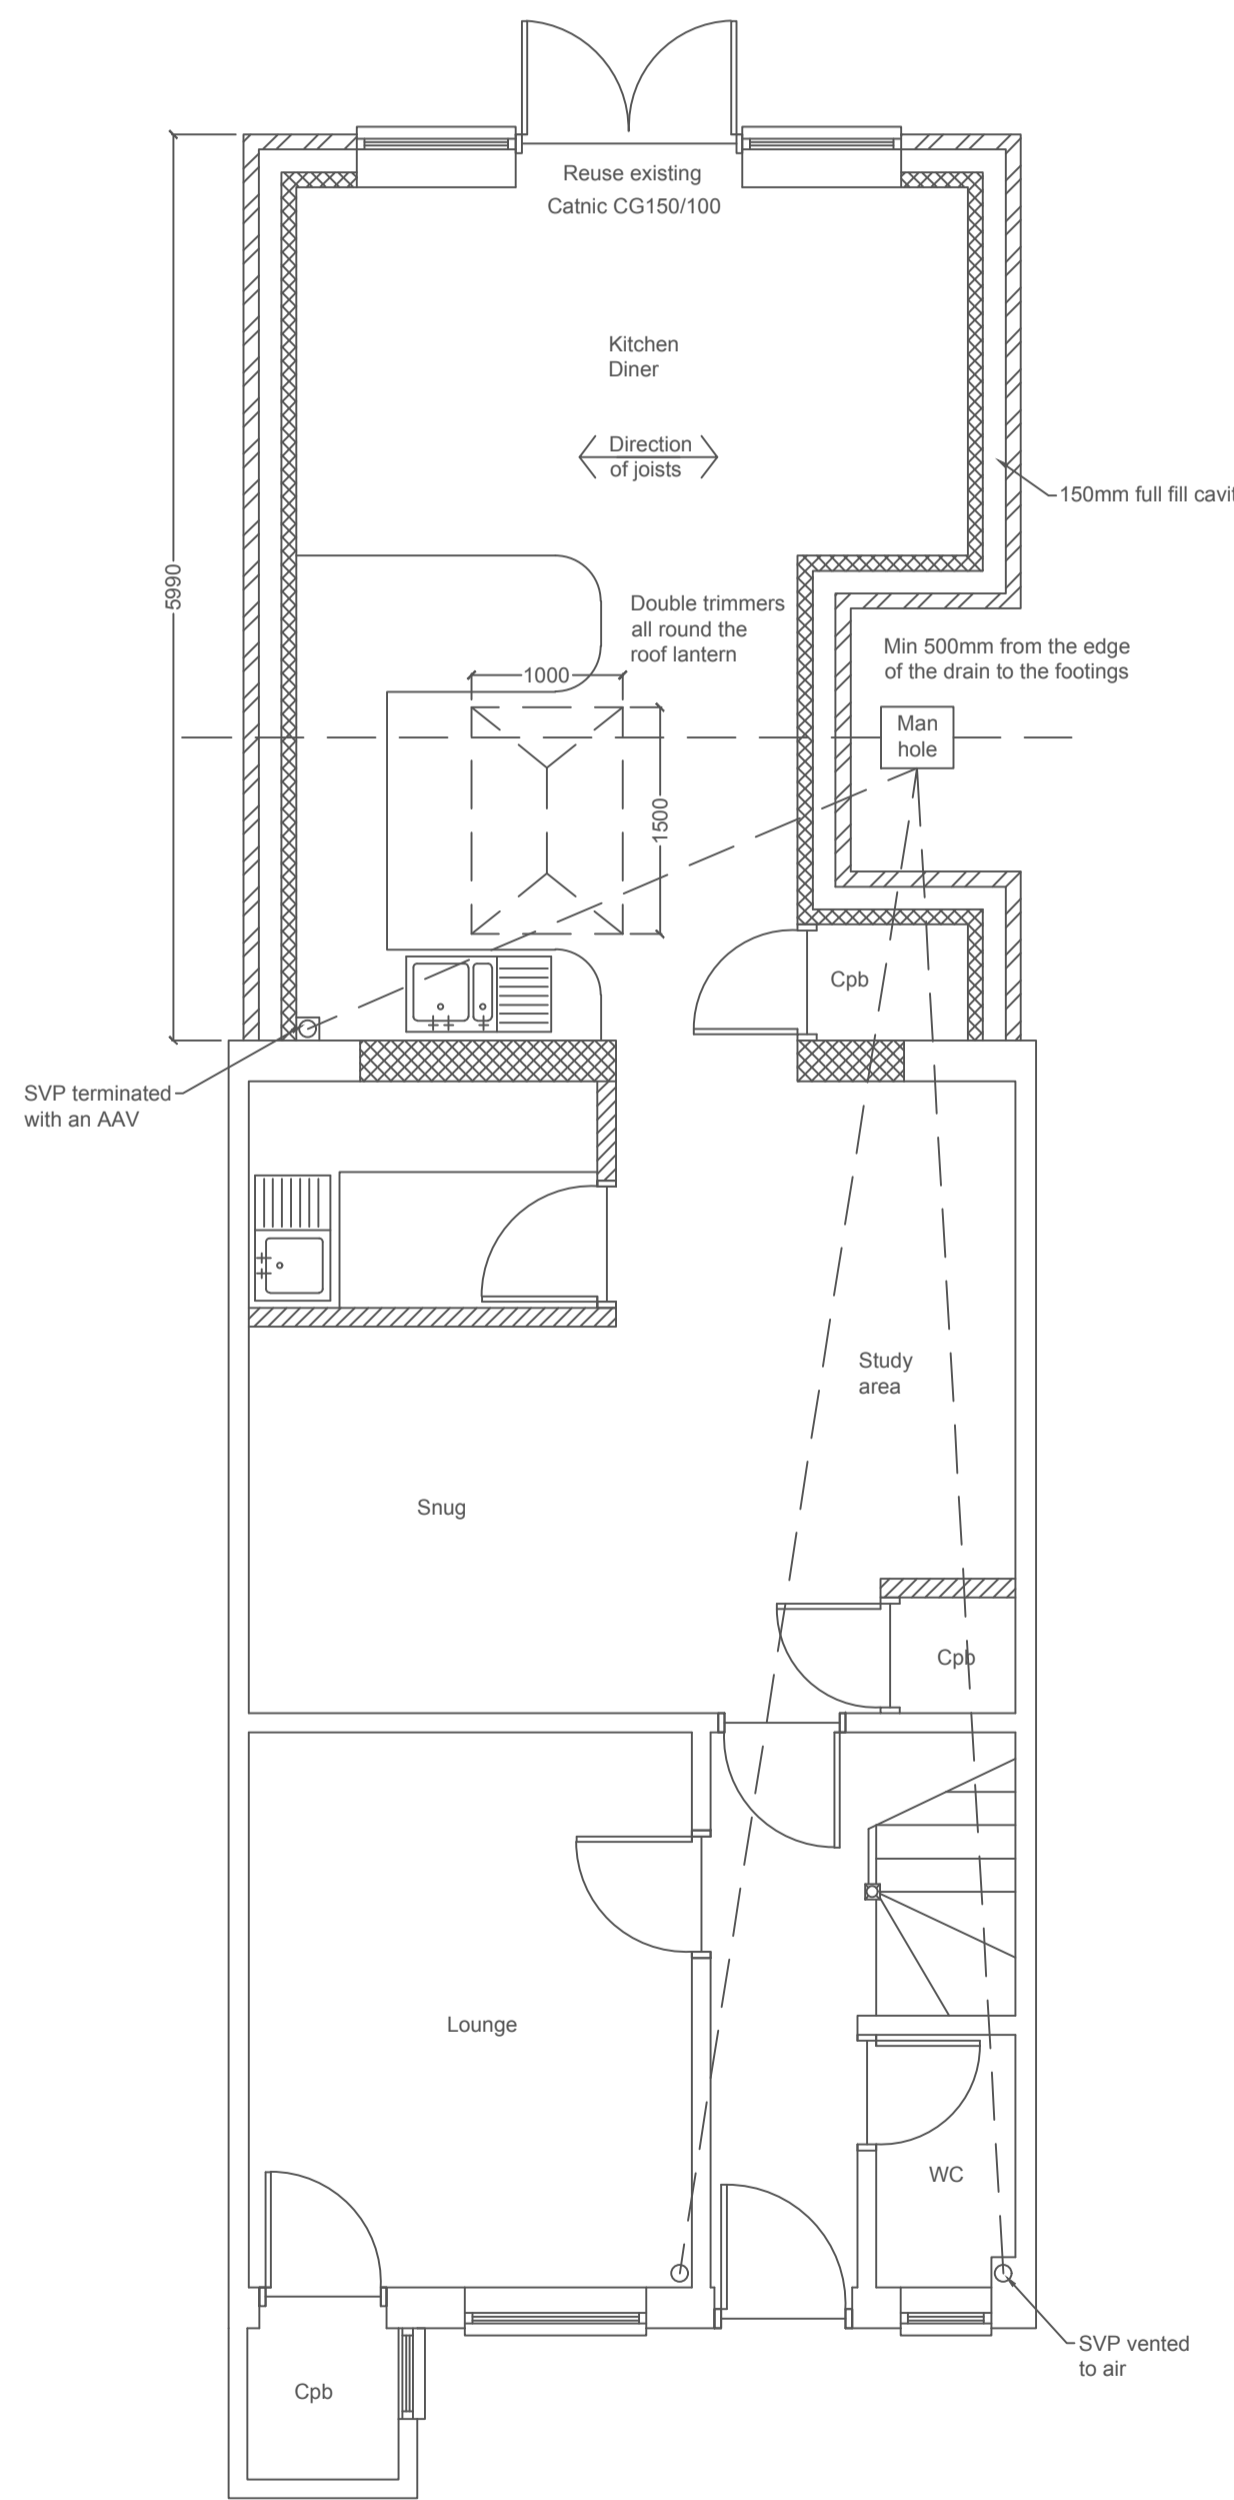 Reuse existing
Catnic CG150/100
Kitchen
Diner
Direction
of joists
150mm full fill
5990
Double trimmers
all round the
roof lantern
Min 500mm from the edge
of the drain to the footings
1000
Man
hole
1500
Cpb
SVP terminated
with an AAV
Study
area
Snug
Cpb
Lounge
WC
SVP vented
to air
Cpb